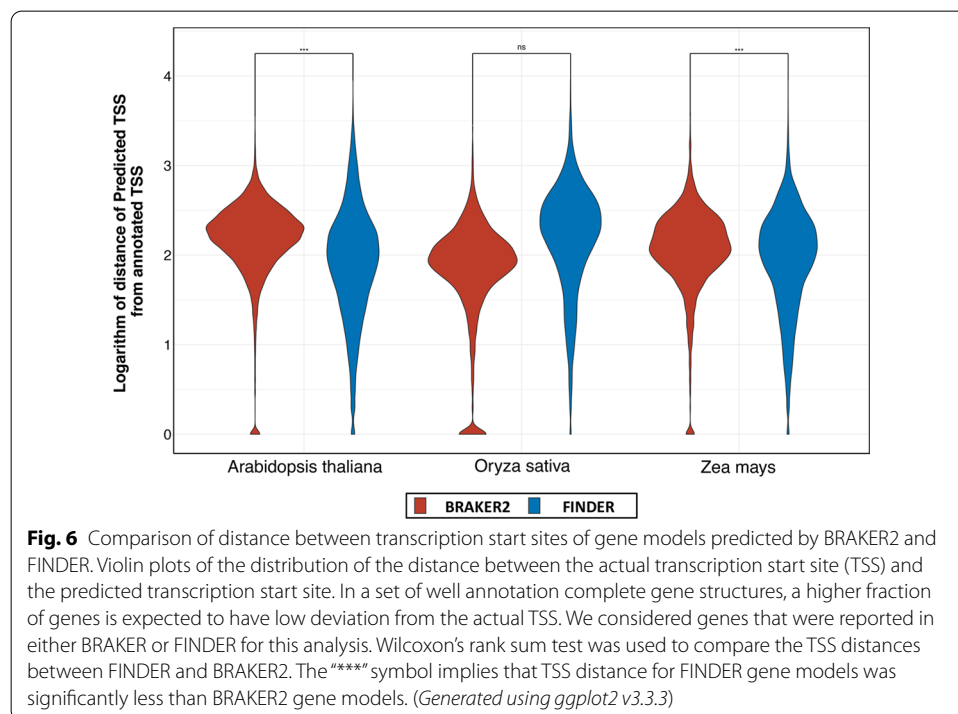 ***
ns
***
4
3
2
1
0
Logarithm of distance of Predicted TSS
from annotated TSS
Arabidopsis thaliana
Oryza sativa
Zea mays
BRAKER2
FINDER
Fig. 6 Comparison of distance between transcription start sites of gene models predicted by BRAKER2 and
FINDER. Violin plots of the distribution of the distance between the actual transcription start site (TSS) and
the predicted transcription start site. In a set of well annotation complete gene structures, a higher fraction
of genes is expected to have low deviation from the actual TSS. We considered genes that were reported in
either BRAKER or FINDER for this analysis. Wilcoxon’s rank sum test was used to compare the TSS distances
between FINDER and BRAKER2. The “***” symbol implies that TSS distance for FINDER gene models was
significantly less than BRAKER2 gene models. (Generated using ggplot2 v3.3.3)